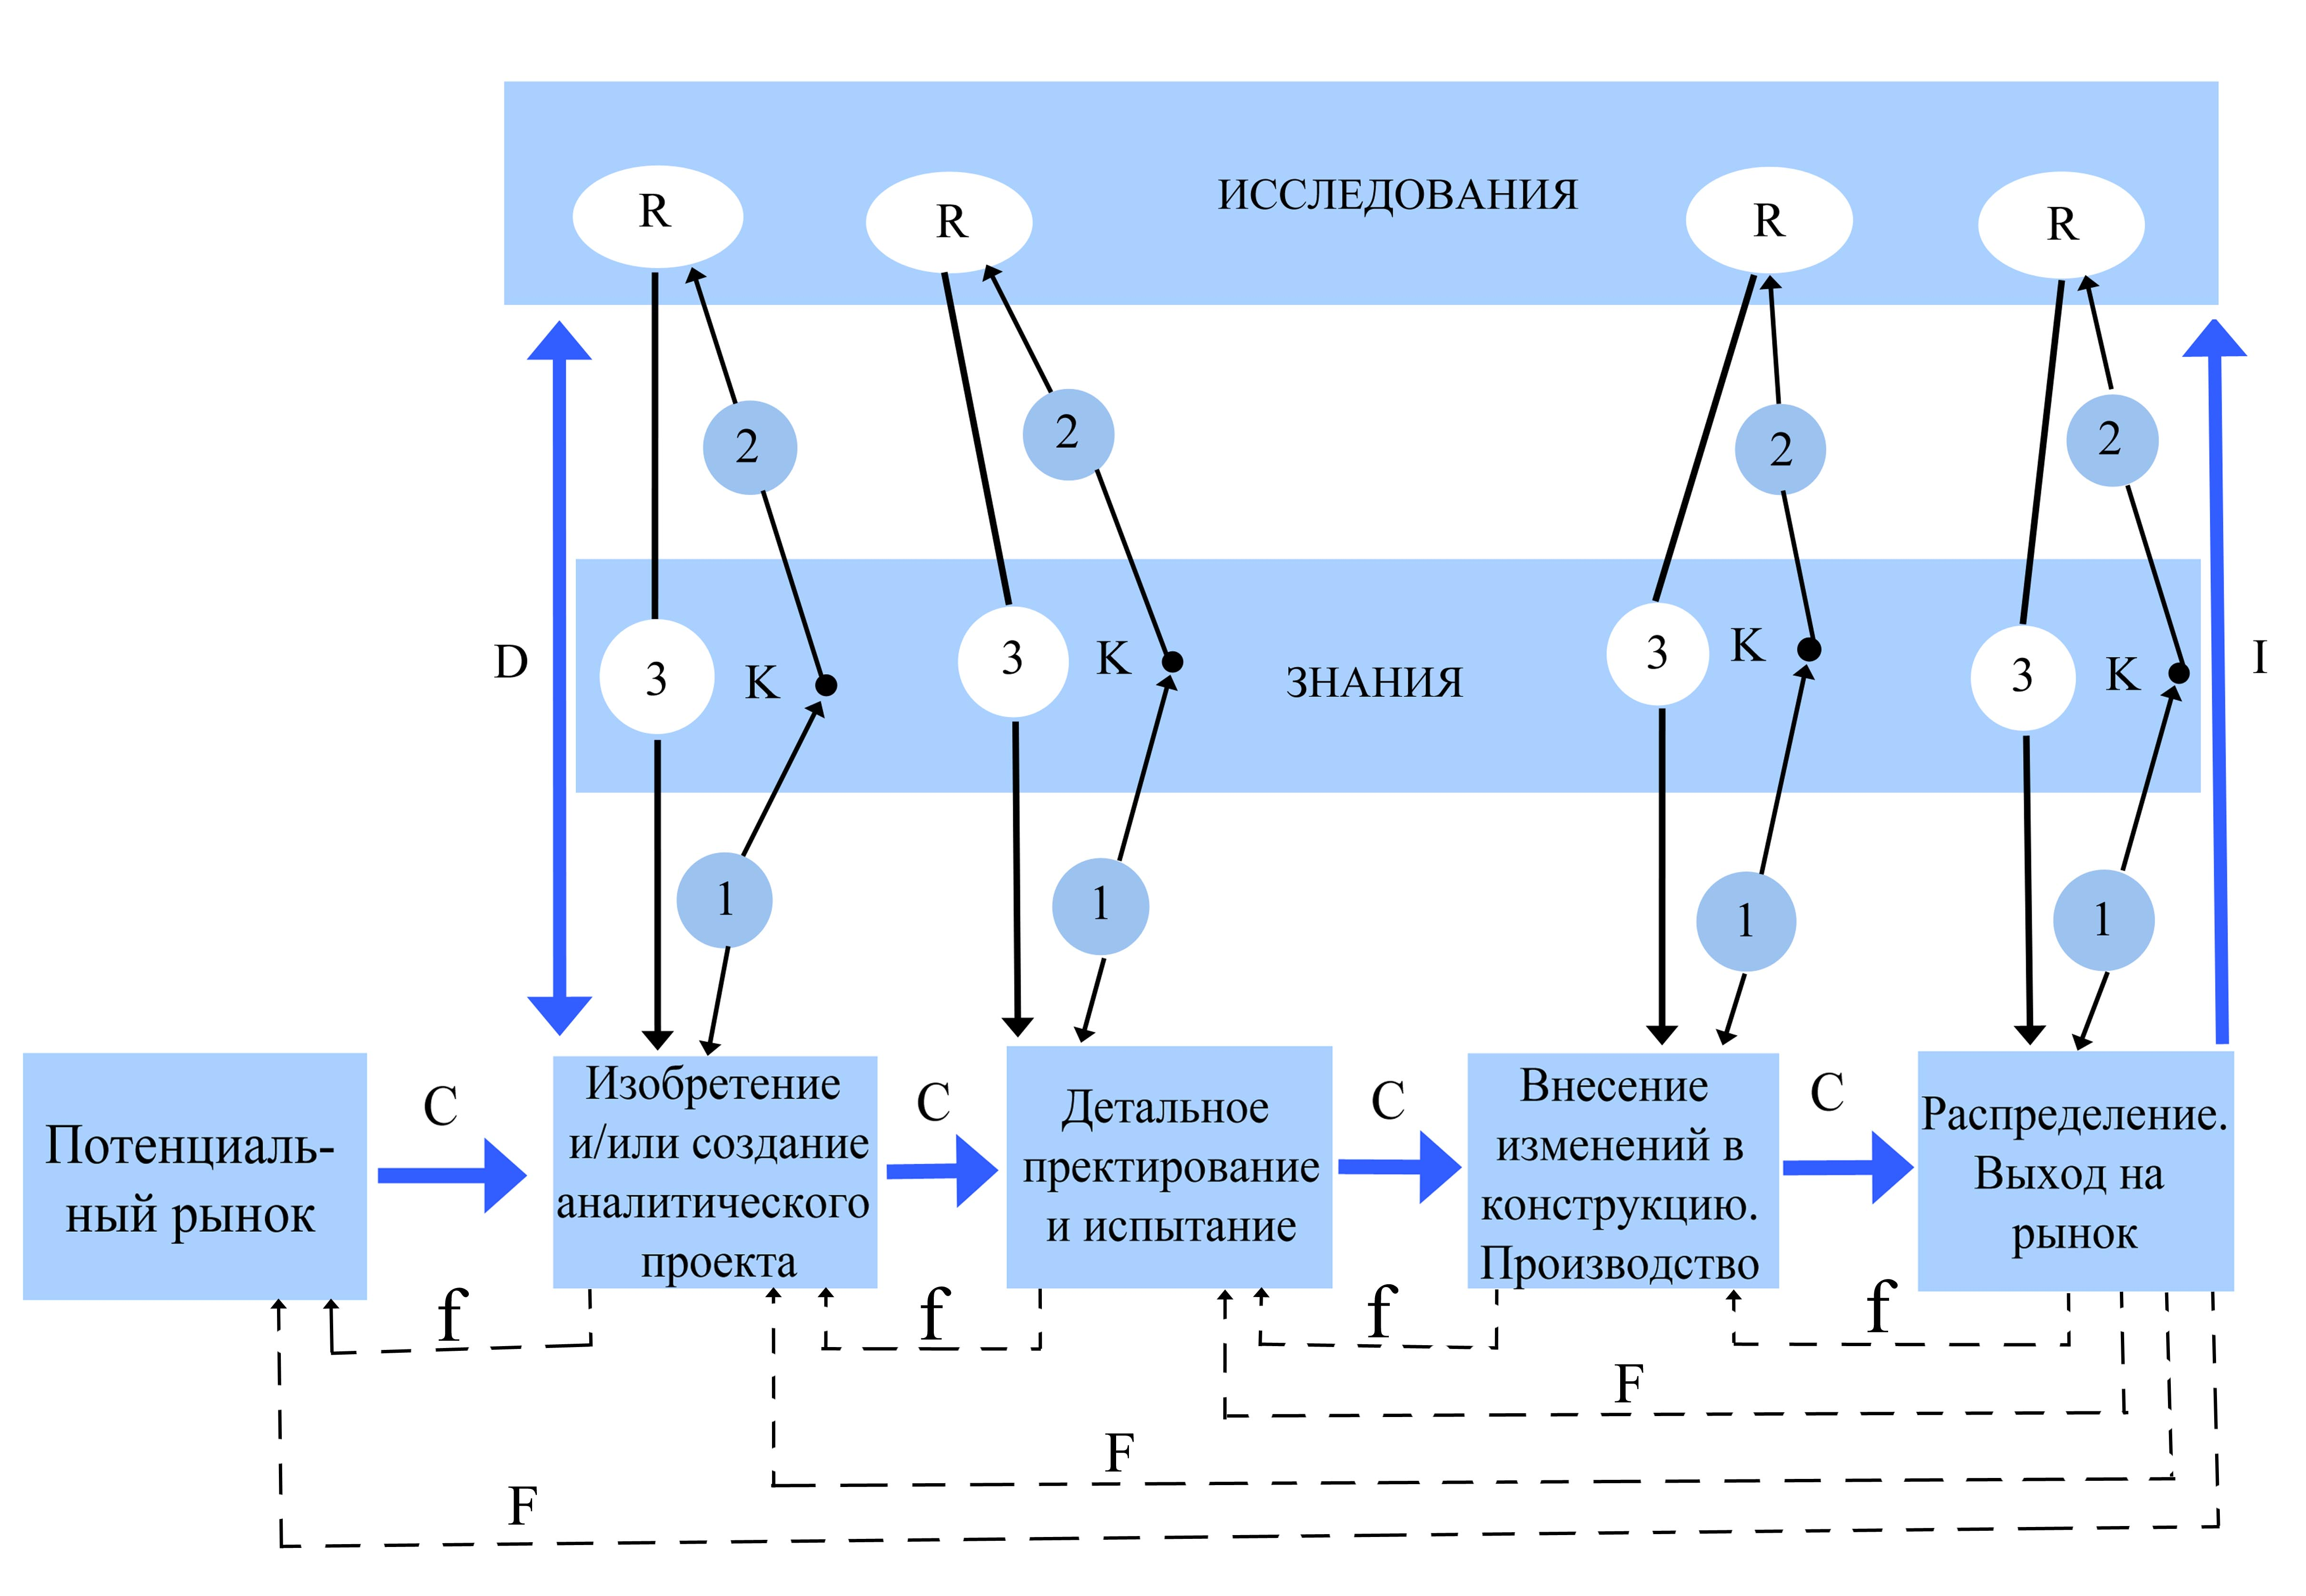 ИССЛЕДОВАНИЯ
R
R
R
R
2
2
2
2
D
3
K
3
K
ЗНАНИЯ
3
K
3
K
I
1
1
1
1
Потенциаль-
ный рынок
C
Изобретение
и/или создание
аналитического
проекта
C
Детальное
пректирование
и испытание
C
Внесение
изменений в
конструкцию.
Производство
C
Распределение.
Выход на
рынок
f
f
f
f
F
F
F